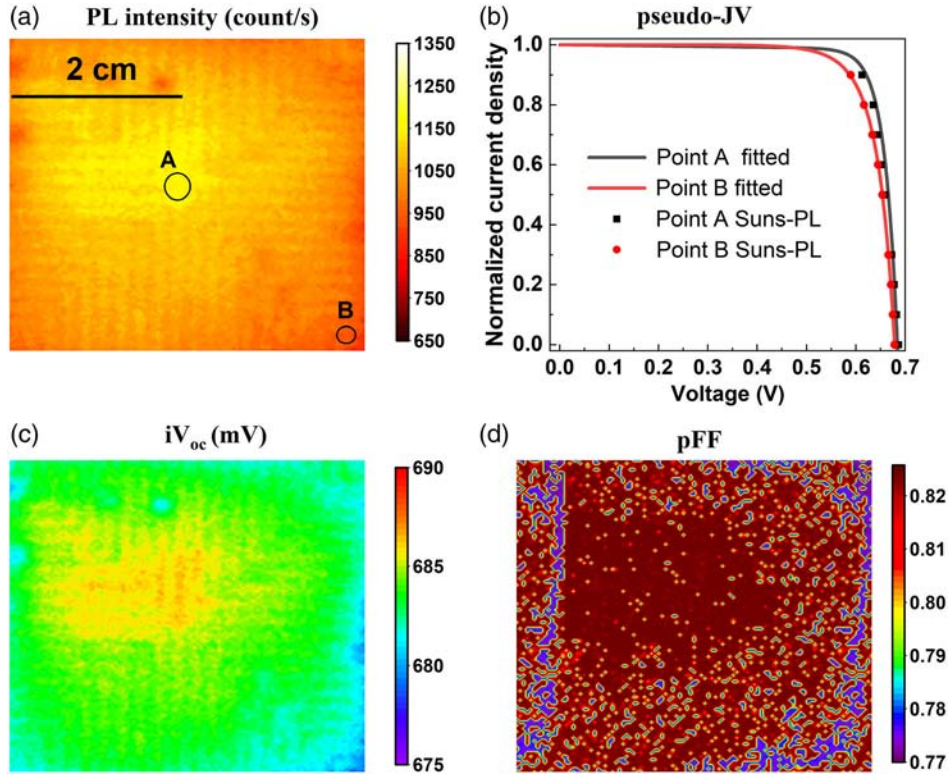 (a) PL intensity (count/s)
2 cm
A
B
1350
1250
1150
1050
950
850
750
650
(b) pseudo-JV
Normalized current density
1.0
0.8
0.6
0.4
0.2
0.0
Point A fitted
Point B fitted
Point A Suns-PL
Point B Suns-PL
0.0 0.1 0.2 0.3 0.4 0.5 0.6 0.7
Voltage (V)
(c) iVoc (mV)
690
685
680
675
(d) pFF
0.82
0.81
0.80
0.79
0.78
0.77